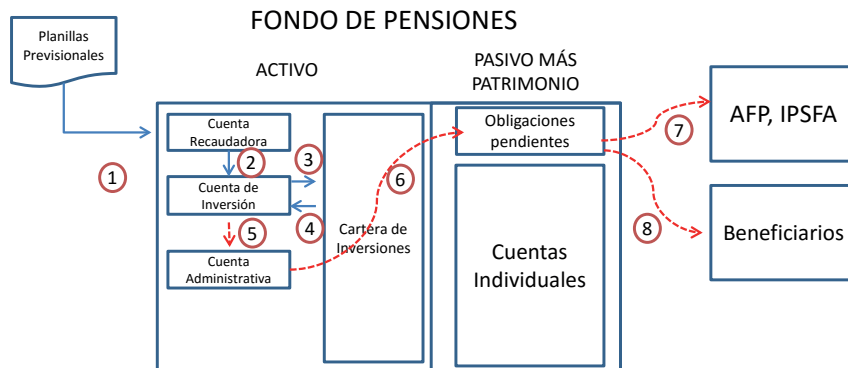 FONDO DE PENSIONES
Planillas
Previsionales
ACTIVO
PASIVO MÁS
PATRIMONIO
Cuenta
Recaudadora
Obligaciones
pendientes
AFP, IPSFA
1
2
3
4
5
6
7
8
Cuenta de
Inversión
Cartera de
Inversiones
Cuenta
Administrativa
Cuentas
Individuales
Beneficiarios